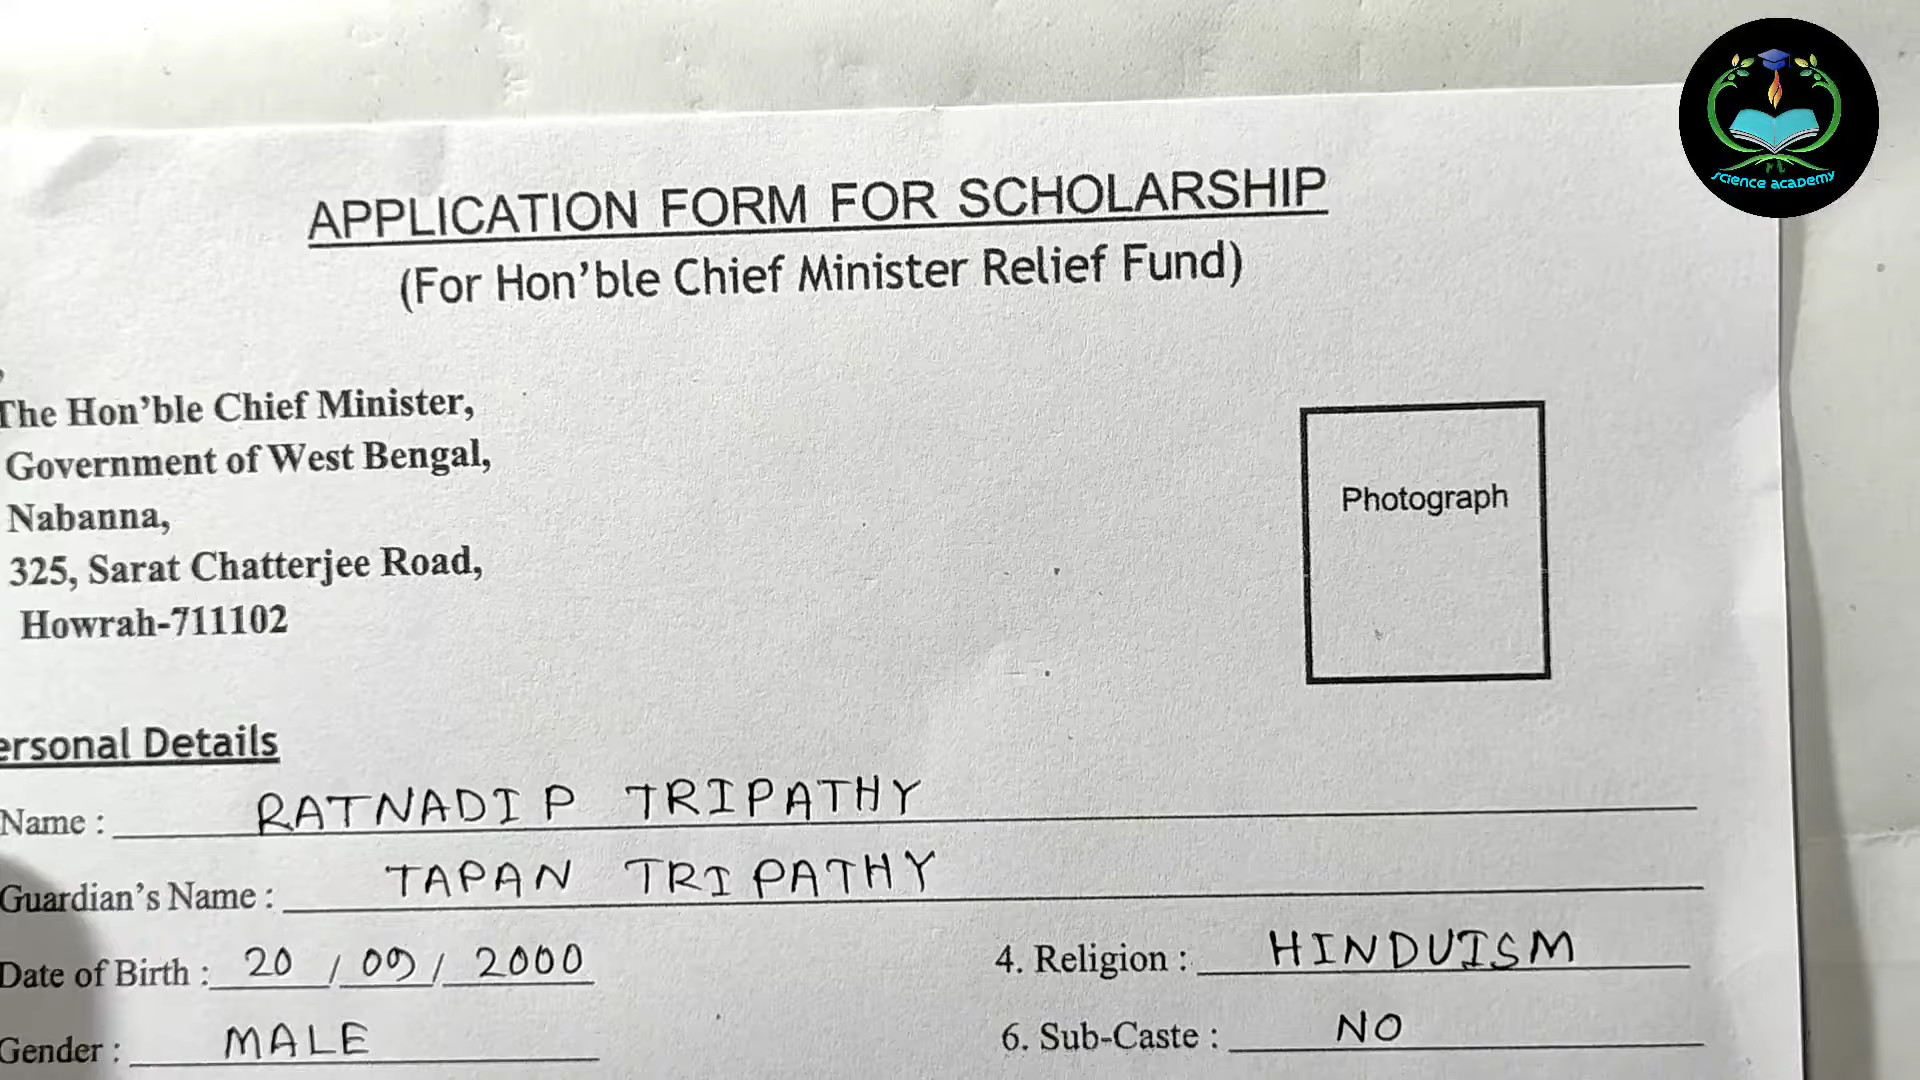 SCIENCE ACADEMY
APPLICATION FORM FOR SCHOLARSHIP
(For Hon'ble Chief Minister Relief Fund)
The Hon'ble Chief Minister,
Government of West Bengal,
Nabanna,
325, Sarat Chatterjee Road,
Howrah-711102
Photograph
ersonal Details
Name : RATNADIP TRIPATHY
Guardian's Name : TAPAN TRIPATHY
Date of Birth : 20 / 09 / 2000 4. Religion : HINDUISM
Gender : MALE 6. Sub-Caste : NO